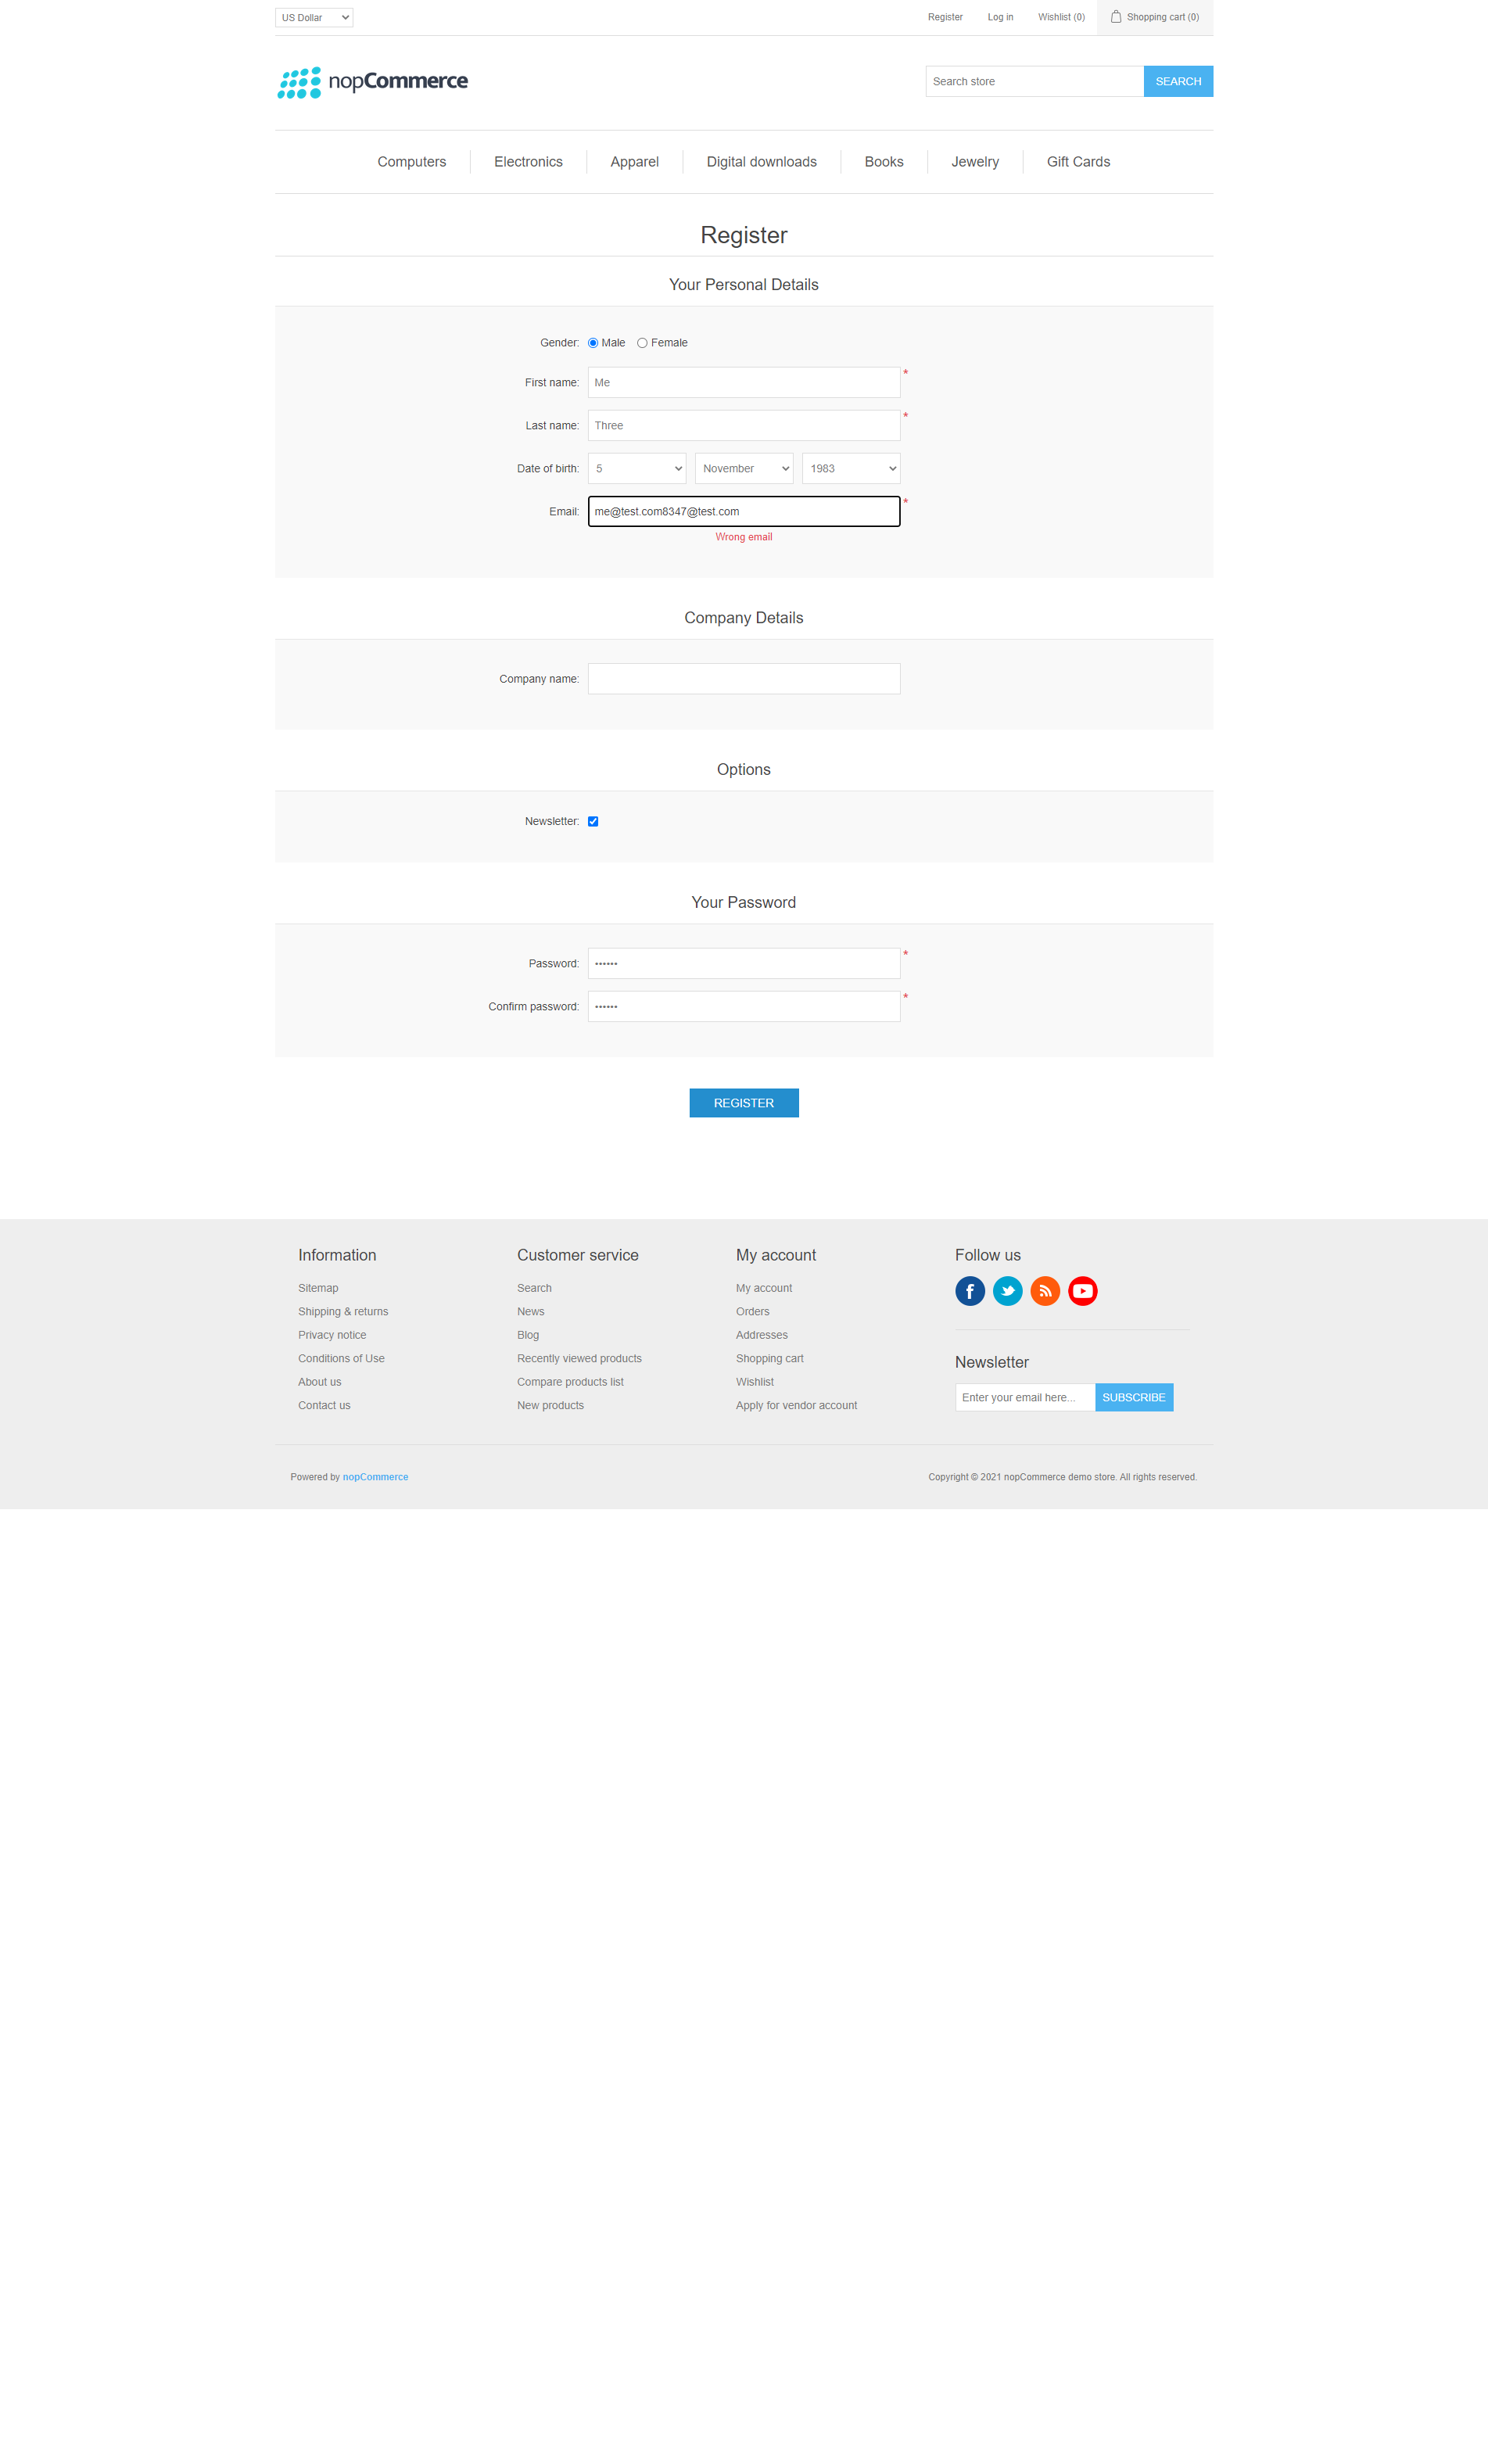 US Dollar Register Log in Wishlist (0) Shopping cart (0)
nopCommerce Search store SEARCH
Computers Electronics Apparel Digital downloads Books Jewelry Gift Cards
Register
Your Personal Details
Gender: Male Female
First name: Me *
Last name: Three *
Date of birth: 5 November 1983
Email: me@test.com8347@test.com *
Wrong email
Company Details
Company name:
Options
Newsletter:
Your Password
Password: •••••• *
Confirm password: •••••• *
REGISTER
Information
Sitemap
Shipping & returns
Privacy notice
Conditions of Use
About us
Contact us
Customer service
Search
News
Blog
Recently viewed products
Compare products list
New products
My account
My account
Orders
Addresses
Shopping cart
Wishlist
Apply for vendor account
Follow us
Newsletter
Enter your email here... SUBSCRIBE
Powered by nopCommerce
Copyright © 2021 nopCommerce demo store. All rights reserved.